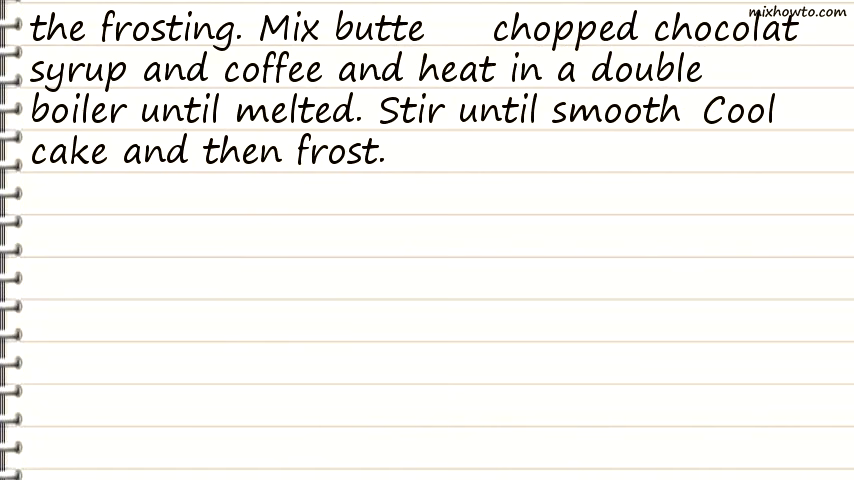 mixhowto.com
the frosting. Mix butte chopped chocolat
syrup and coffee and heat in a double
boiler until melted. Stir until smooth Cool
cake and then frost.